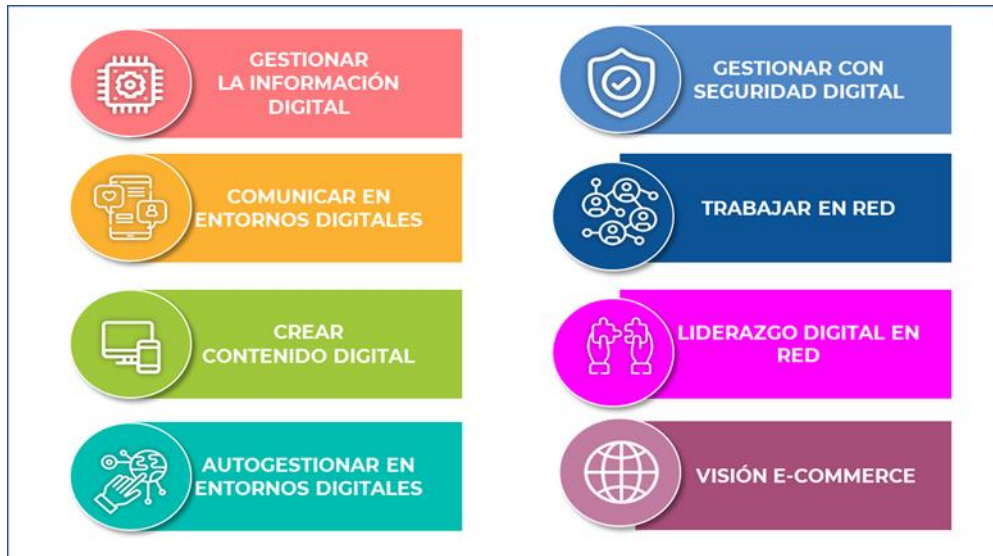 GESTIONAR
LA INFORMACIÓN
DIGITAL
COMUNICAR EN
ENTORNOS DIGITALES
CREAR
CONTENIDO DIGITAL
AUTOGESTIONAR EN
ENTORNOS DIGITALES
GESTIONAR CON
SEGURIDAD DIGITAL
TRABAJAR EN RED
LIDERAZGO DIGITAL EN
RED
VISIÓN E-COMMERCE